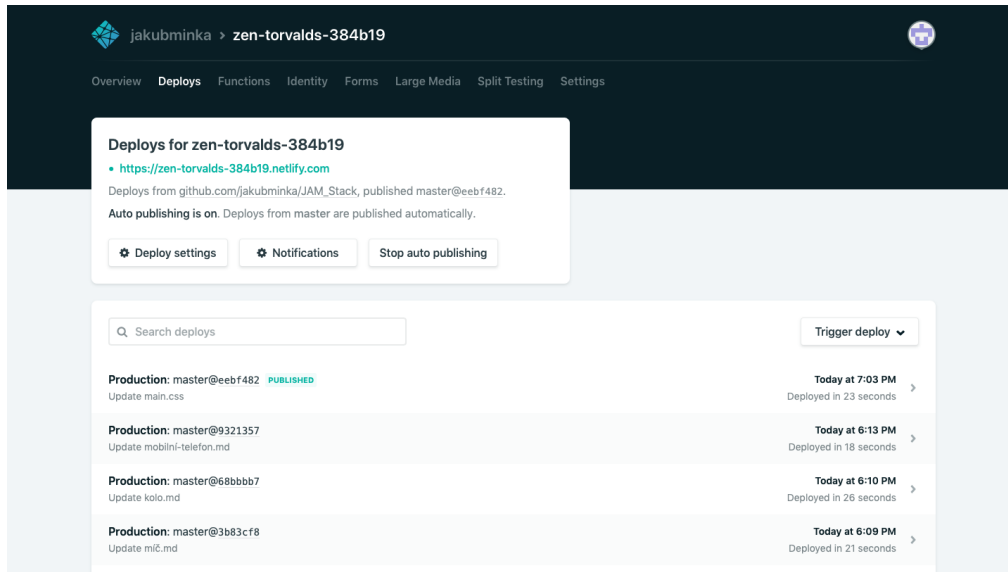 jakubminka > zen-torvalds-384b19
Overview Deploys Functions Identity Forms Large Media Split Testing Settings
Deploys for zen-torvalds-384b19
• https://zen-torvalds-384b19.netlify.com
Deploys from github.com/jakubminka/JAM_Stack, published master@eebf482.
Auto publishing is on. Deploys from master are published automatically.
Deploy settings Notifications Stop auto publishing
Search deploys Trigger deploy
Production: master@eebf482 PUBLISHED Today at 7:03 PM
Update main.css Deployed in 23 seconds
Production: master@9321357 Today at 6:13 PM
Update mobilní-telefon.md Deployed in 18 seconds
Production: master@68bbbb7 Today at 6:10 PM
Update kolo.md Deployed in 26 seconds
Production: master@3b83cf8 Today at 6:09 PM
Update míč.md Deployed in 21 seconds